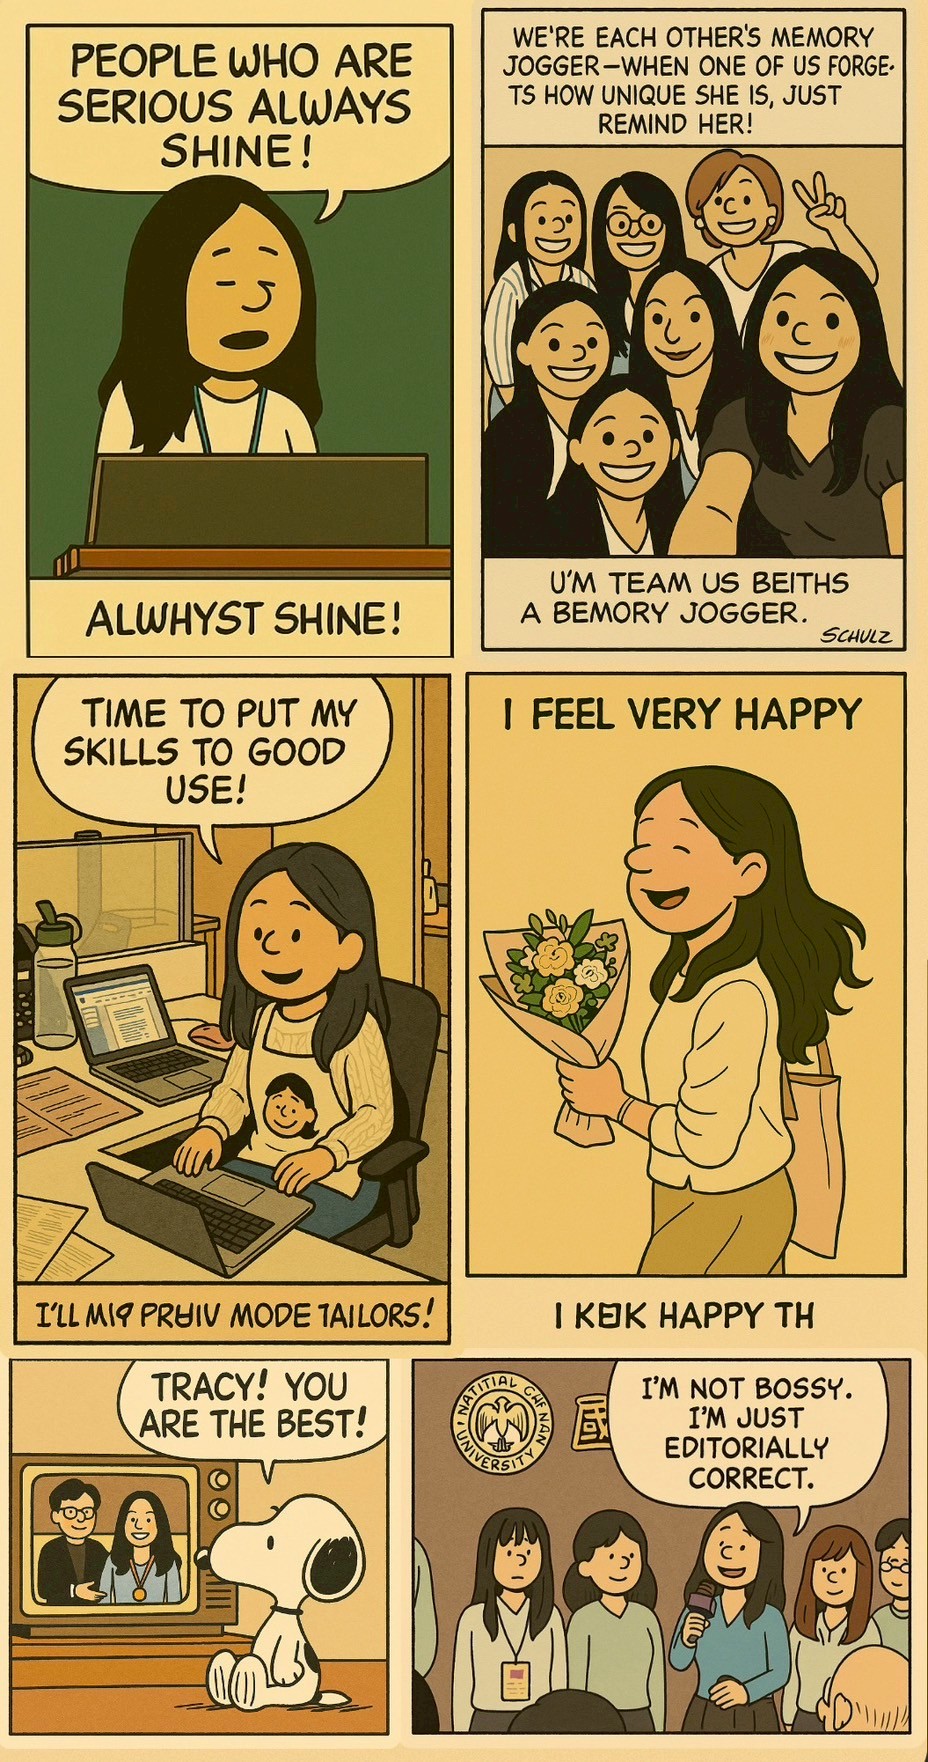 PEOPLE WHO ARE
SERIOUS ALWAYS
SHINE!
ALWHYST SHINE!
WE'RE EACH OTHER'S MEMORY
JOGGER—WHEN ONE OF US FORGE-
TS HOW UNIQUE SHE IS, JUST
REMIND HER!
U'M TEAM US BEITHS
A BEMORY JOGGER.
SCHULZ
TIME TO PUT MY
SKILLS TO GOOD
USE!
I'LL MODE TAILORS!
I FEEL VERY HAPPY
I HAPPY TH
TRACY! YOU
ARE THE BEST!
I'M NOT BOSSY.
I'M JUST
EDITORIALLY
CORRECT.
UNIVERSITY
國